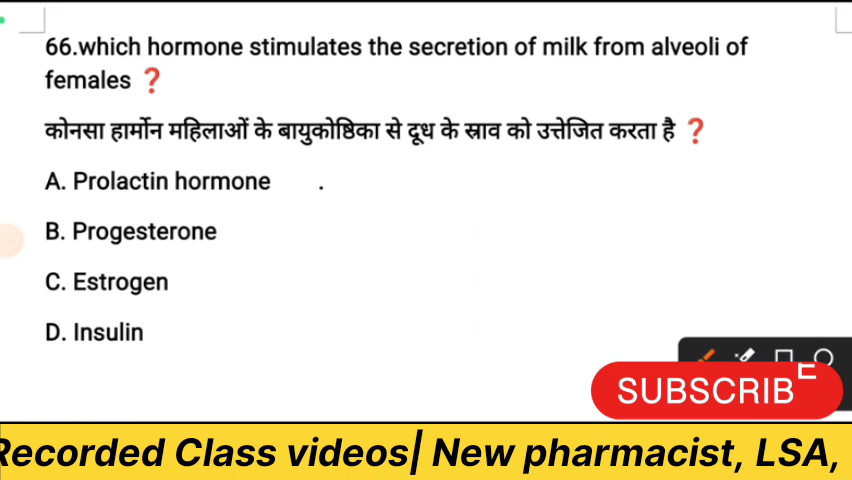 66.which hormone stimulates the secretion of milk from alveoli of
females ❓
कोनसा हार्मोन महिलाओं के बायुकोष्ठिका से दूध के स्राव को उत्तेजित करता है ❓
A. Prolactin hormone .
B. Progesterone
C. Estrogen
D. Insulin
SUBSCRIBE
Recorded Class videos| New pharmacist, LSA,